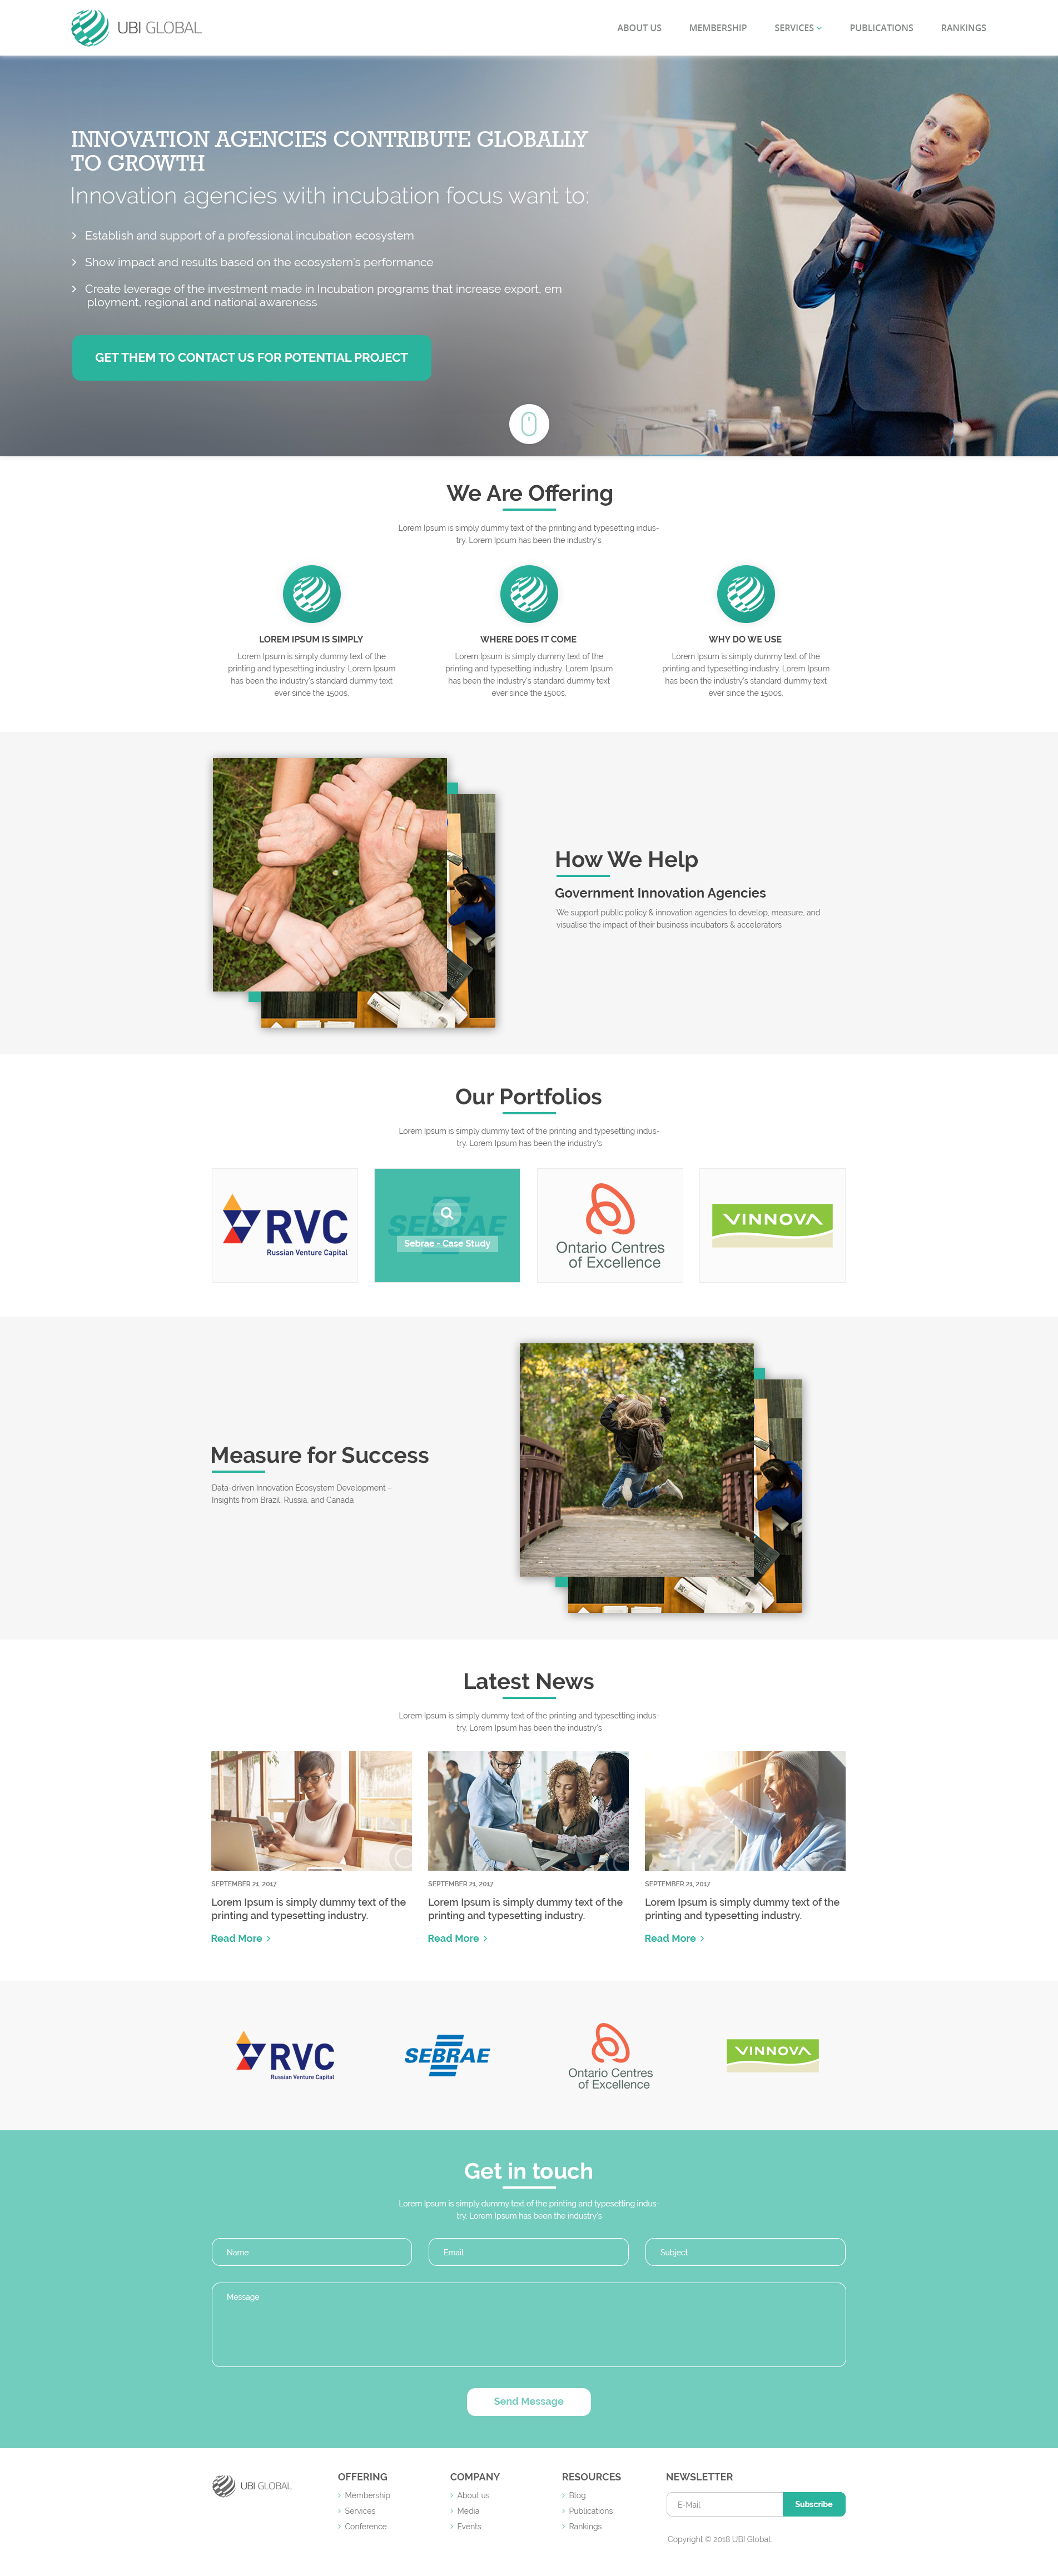 UBI GLOBAL
ABOUT US
MEMBERSHIP
SERVICES
PUBLICATIONS
RANKINGS
INNOVATION AGENCIES CONTRIBUTE GLOBALLY
TO GROWTH
Innovation agencies with incubation focus want to:
Establish and support of a professional incubation ecosystem
Show impact and results based on the ecosystem's performance
Create leverage of the investment made in Incubation programs that increase export, em
ployment, regional and national awareness
GET THEM TO CONTACT US FOR POTENTIAL PROJECT
We Are Offering
Lorem Ipsum is simply dummy text of the printing and typesetting indus-
try. Lorem Ipsum has been the industry's
LOREM IPSUM IS SIMPLY
Lorem Ipsum is simply dummy text of the
printing and typesetting industry. Lorem Ipsum
has been the industry's standard dummy text
ever since the 1500s,
WHERE DOES IT COME
Lorem Ipsum is simply dummy text of the
printing and typesetting industry. Lorem Ipsum
has been the industry's standard dummy text
ever since the 1500s,
WHY DO WE USE
Lorem Ipsum is simply dummy text of the
printing and typesetting industry. Lorem Ipsum
has been the industry's standard dummy text
ever since the 1500s,
How We Help
Government Innovation Agencies
We support public policy & innovation agencies to develop, measure, and
visualise the impact of their business incubators & accelerators
Our Portfolios
Lorem Ipsum is simply dummy text of the printing and typesetting indus-
try. Lorem Ipsum has been the industry's
RVC
Russian Venture Capital
SEBRAE
Sebrae - Case Study
Ontario Centres
of Excellence
VINNOVA
Measure for Success
Data-driven Innovation Ecosystem Development –
Insights from Brazil, Russia, and Canada
Latest News
Lorem Ipsum is simply dummy text of the printing and typesetting indus-
try. Lorem Ipsum has been the industry's
SEPTEMBER 21, 2017
Lorem Ipsum is simply dummy text of the
printing and typesetting industry.
Read More
SEPTEMBER 21, 2017
Lorem Ipsum is simply dummy text of the
printing and typesetting industry.
Read More
SEPTEMBER 21, 2017
Lorem Ipsum is simply dummy text of the
printing and typesetting industry.
Read More
RVC
Russian Venture Capital
SEBRAE
Ontario Centres
of Excellence
VINNOVA
Get in touch
Lorem Ipsum is simply dummy text of the printing and typesetting indus-
try. Lorem Ipsum has been the industry's
Name
Email
Subject
Message
Send Message
UBI GLOBAL
OFFERING
Membership
Services
Conference
COMPANY
About us
Media
Events
RESOURCES
Blog
Publications
Rankings
NEWSLETTER
E-Mail
Subscribe
Copyright © 2018 UBI Global.